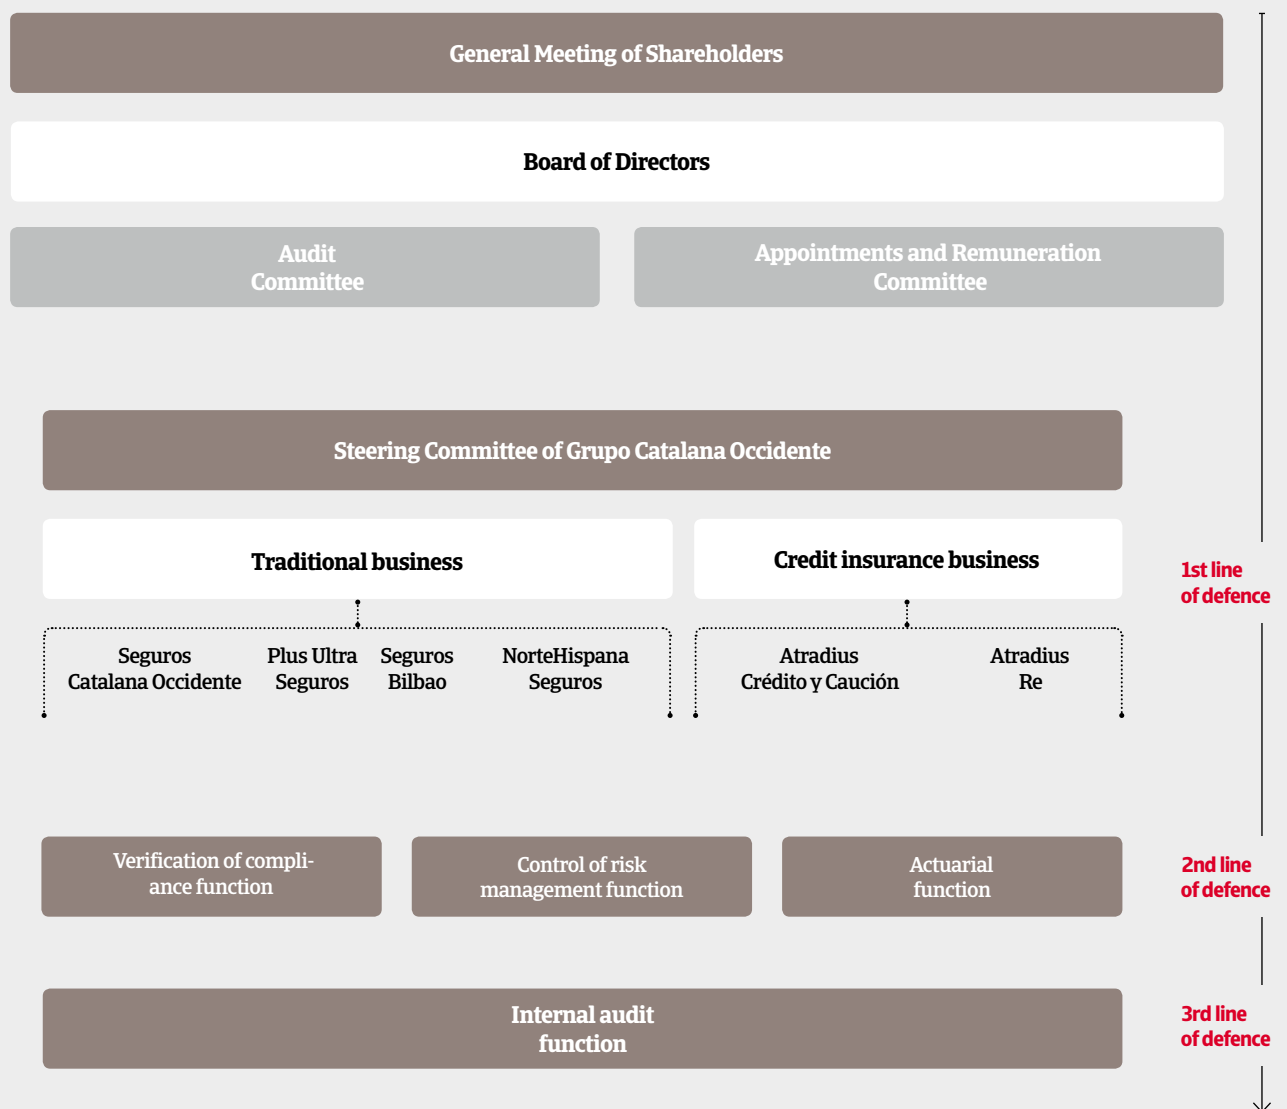 General Meeting of Shareholders
Board of Directors
Audit
Committee
Appointments and Remuneration
Committee
Steering Committee of Grupo Catalana Occidente
Traditional business
Credit insurance business
1st line
of defence
Seguros
Catalana Occidente
Plus Ultra
Seguros
Seguros
Bilbao
NorteHispana
Seguros
Atradius
Crédito y Caución
Atradius
Re
Verification of compli-
ance function
Control of risk
management function
Actuarial
function
2nd line
of defence
Internal audit
function
3rd line
of defence